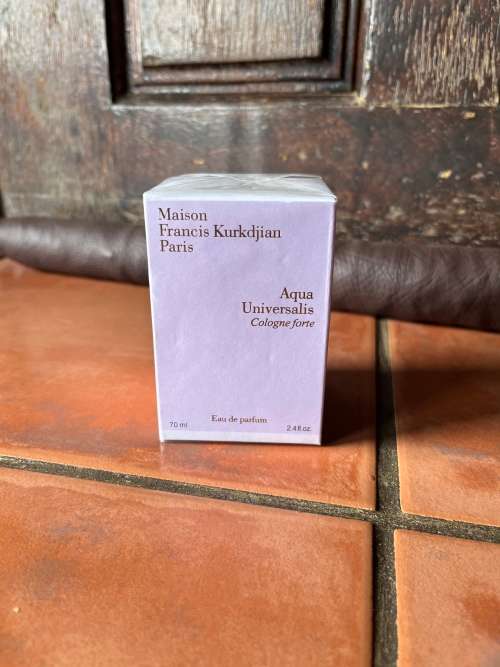 Maison
Francis Kurkdjian
Paris
Aqua
Universalis
Cologne forte
Eau de parfum
70 ml
2.4 fl.oz.